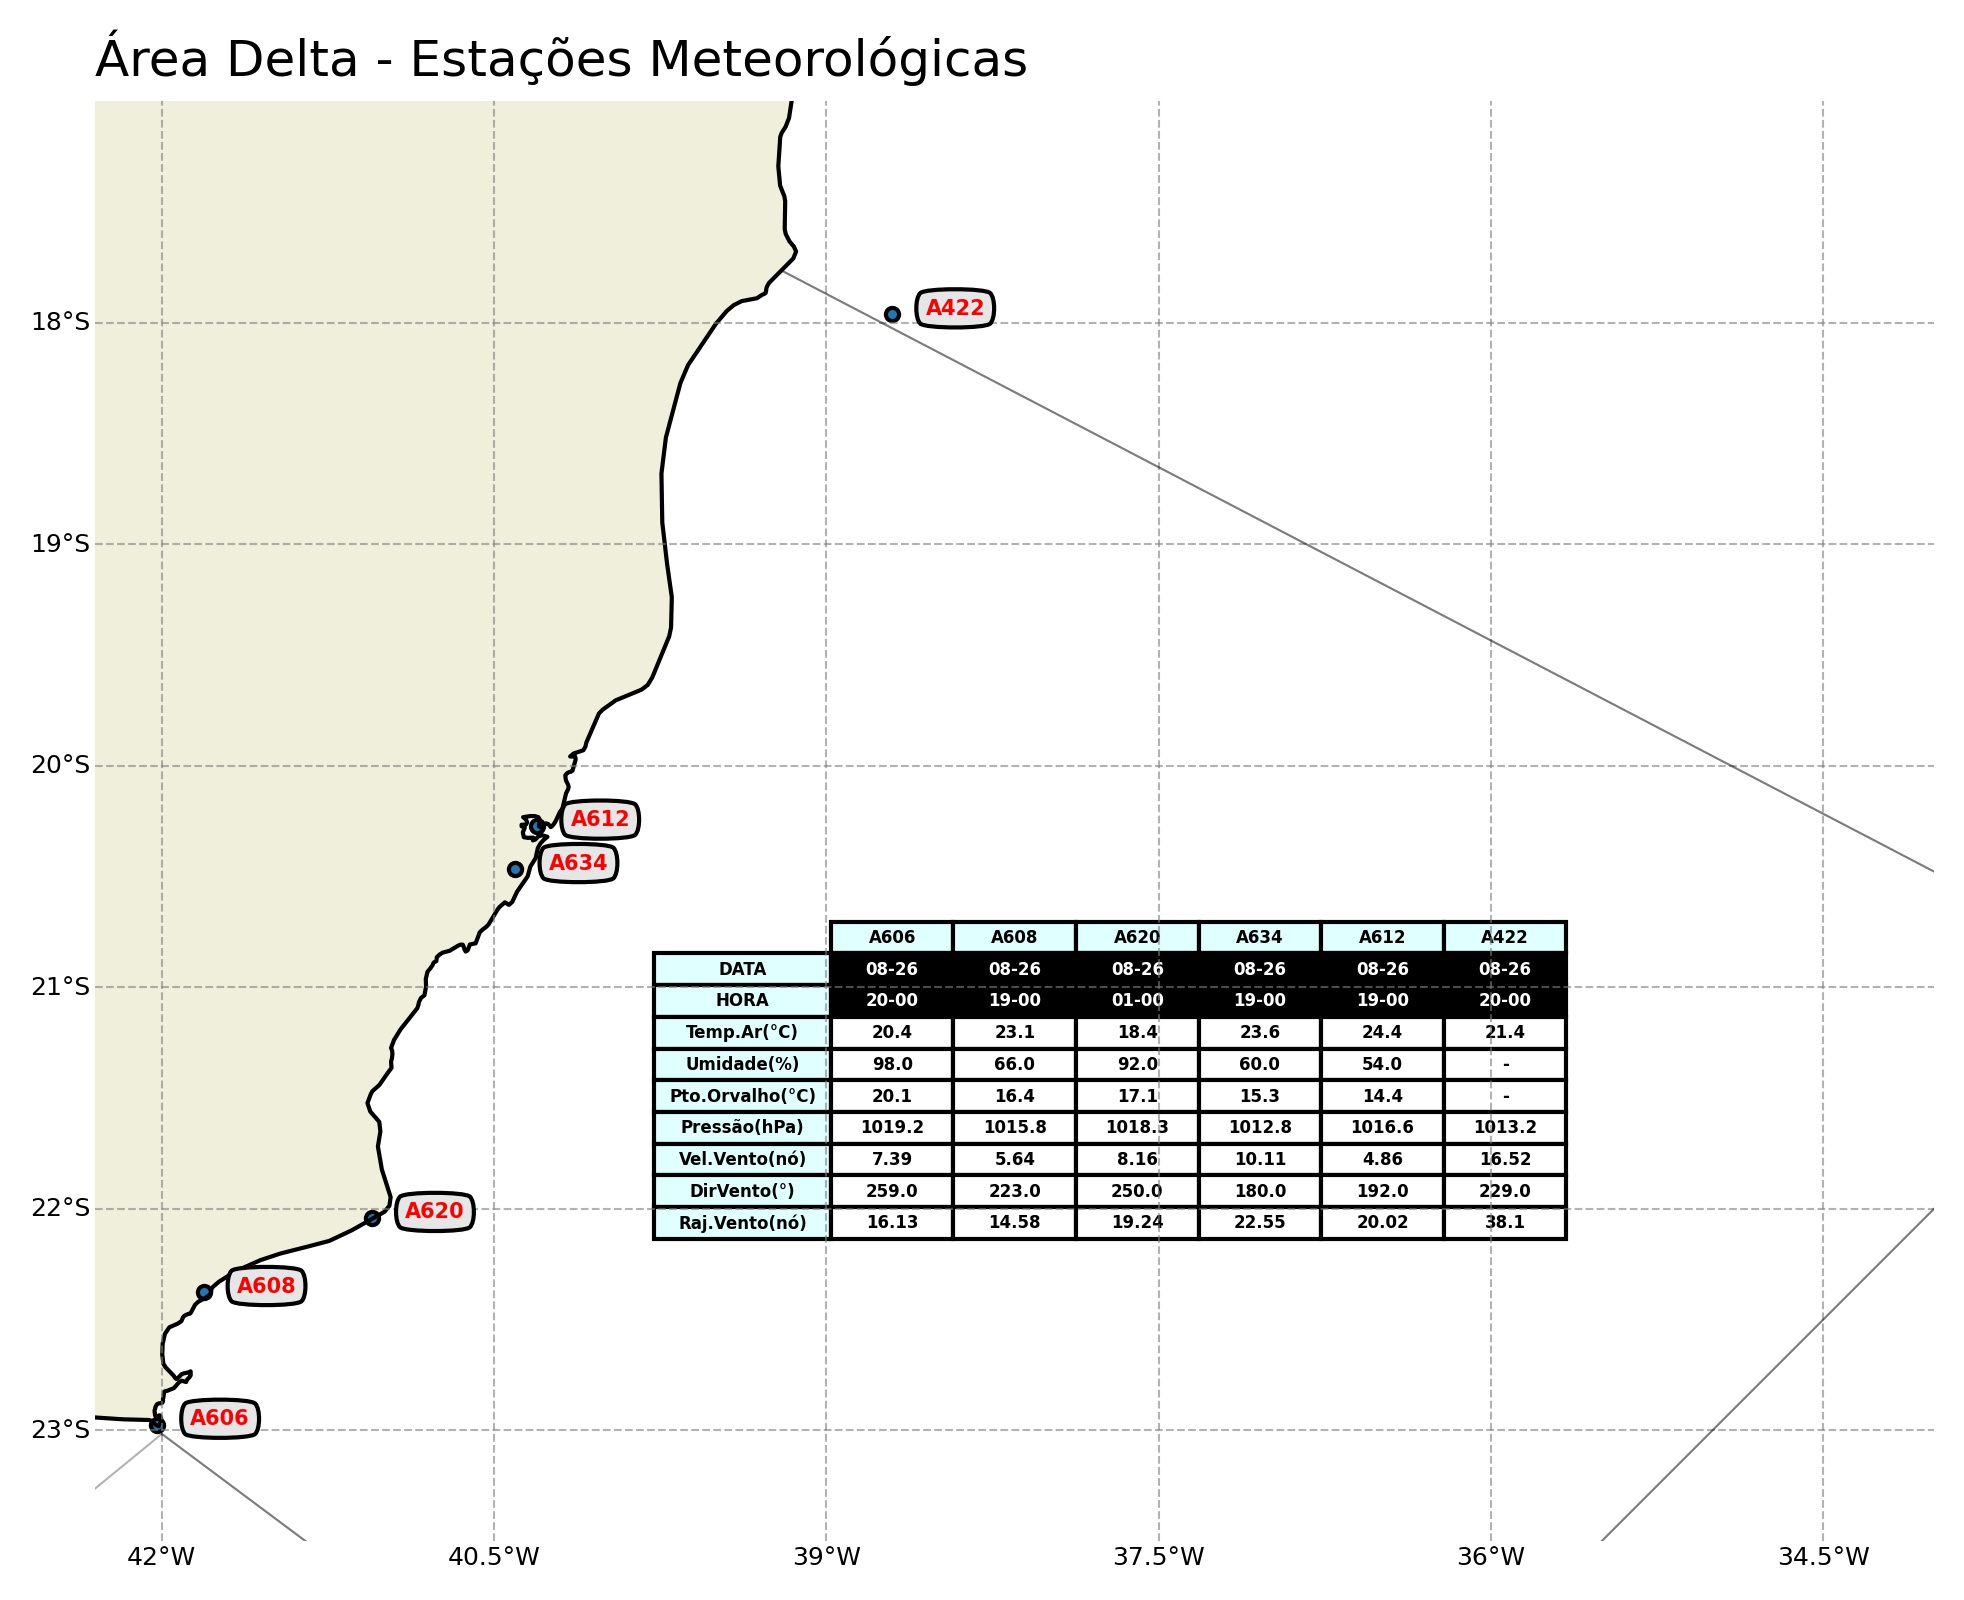 Área Delta - Estações Meteorológicas
A422
18°S
19°S
20°S
A612
A634
A606 A608 A620 A634 A612 A422
DATA 08-26 08-26 08-26 08-26 08-26 08-26
21°S
HORA 20-00 19-00 01-00 19-00 19-00 20-00
Temp.Ar(°C) 20.4 23.1 18.4 23.6 24.4 21.4
Umidade(%) 98.0 66.0 92.0 60.0 54.0 -
Pto.Orvalho(°C) 20.1 16.4 17.1 15.3 14.4 -
Pressão(hPa) 1019.2 1015.8 1018.3 1012.8 1016.6 1013.2
Vel.Vento(nó) 7.39 5.64 8.16 10.11 4.86 16.52
DirVento(°) 259.0 223.0 250.0 180.0 192.0 229.0
Raj.Vento(nó) 16.13 14.58 19.24 22.55 20.02 38.1
22°S
A620
A608
A606
23°S
42°W 40.5°W 39°W 37.5°W 36°W 34.5°W